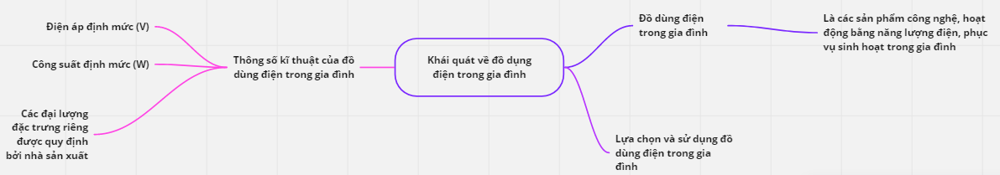 Điện áp định mức (V)
Công suất định mức (W)
Các đại lượng
đặc trưng riêng
được quy định
bởi nhà sản xuất
Thông số kĩ thuật của đồ
dùng điện trong gia đình
Khái quát về đồ dụng
điện trong gia đình
Đồ dùng điện
trong gia đình
Là các sản phẩm công nghệ, hoạt
động bằng năng lượng điện, phục
vụ sinh hoạt trong gia đình
Lựa chọn và sử dụng đồ
dùng điện trong gia
đình